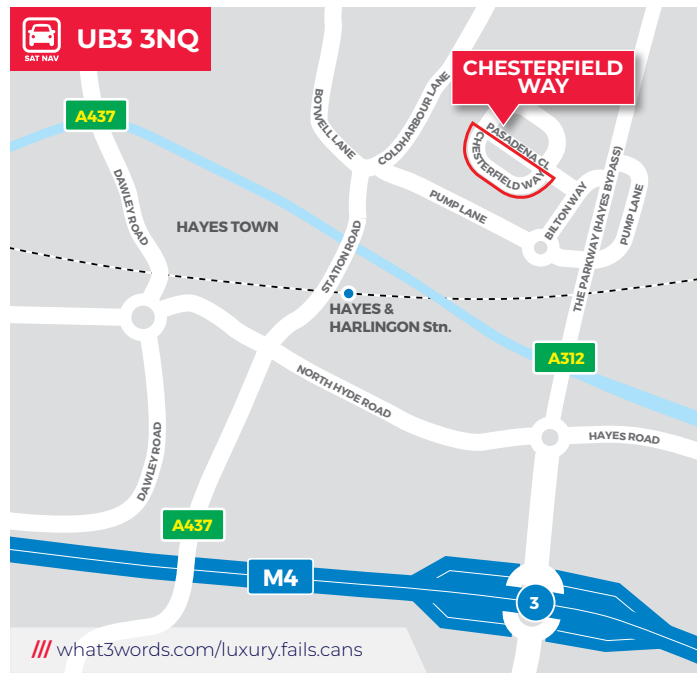 UB3 3NQ
SAT NAV
CHESTERFIELD
WAY
A437
BOTWELL LANE
COLDHARBOUR LANE
PASADENA CL
CHESTERFIELD WAY
DAWLEY ROAD
PUMP LANE
BILTON WAY
PUMP LANE
THE PARKWAY (HAYES BYPASS)
HAYES TOWN
STATION ROAD
HAYES &
HARLINGON Stn.
A312
NORTH HYDE ROAD
HAYES ROAD
DAWLEY ROAD
A437
M4
3
/// what3words.com/luxury.fails.cans